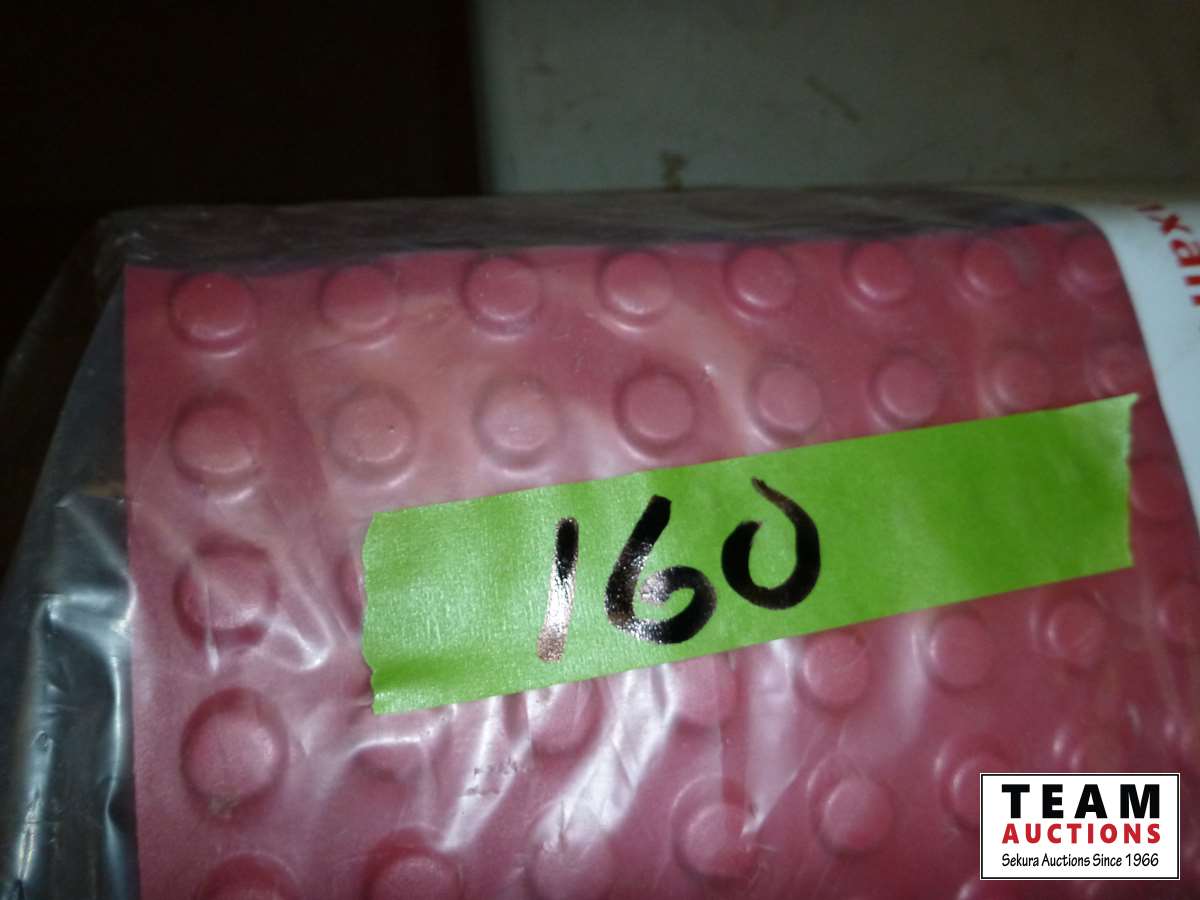 160
TEAM
AUCTIONS
Sekura Auctions Since 1966